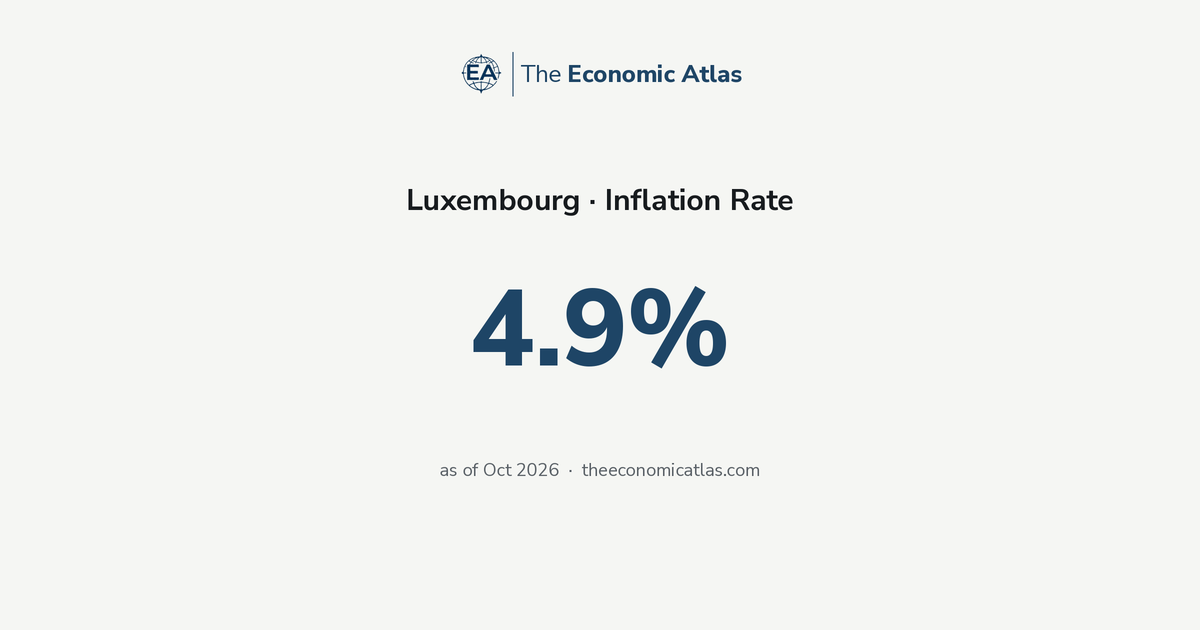 EA The Economic Atlas
Luxembourg · Inflation Rate
4.9%
as of Oct 2026 · theeconomicatlas.com